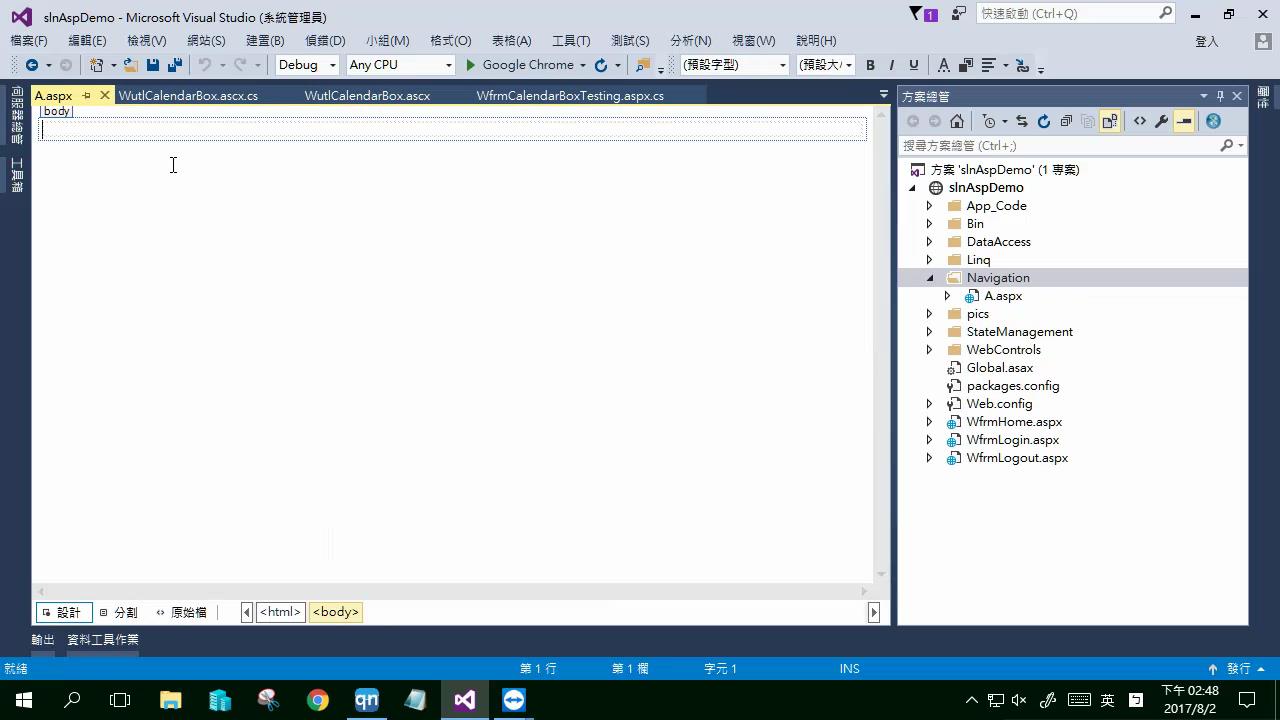 slnAspDemo - Microsoft Visual Studio (系統管理員)
1
快速啟動 (Ctrl+Q)
檔案(F) 編輯(E) 檢視(V) 網站(S) 建置(B) 偵錯(D) 小組(M) 格式(O) 表格(A) 工具(T) 測試(S) 分析(N) 視窗(W) 說明(H) 登入
Debug Any CPU Google Chrome (預設字型) (預設大 B I U A
A.aspx WutlCalendarBox.ascx.cs WutlCalendarBox.ascx WfrmCalendarBoxTesting.aspx.cs
body
伺服器總管
工具箱
方案總管
搜尋方案總管 (Ctrl+;)
方案 'slnAspDemo' (1 專案)
slnAspDemo
App_Code
Bin
DataAccess
Linq
Navigation
A.aspx
pics
StateManagement
WebControls
Global.asax
packages.config
Web.config
WfrmHome.aspx
WfrmLogin.aspx
WfrmLogout.aspx
設計 分割 原始檔 <html> <body>
輸出 資料工具作業
就緒 第 1 行 第 1 欄 字元 1 INS 發行
qn 英 下午 02:48
2017/8/2